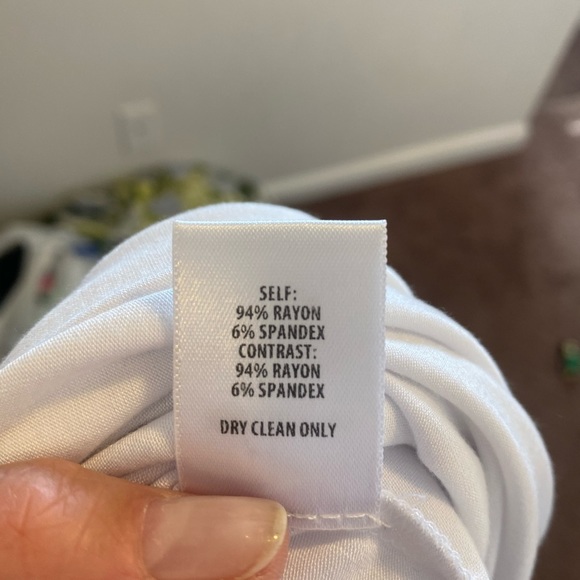 SELF:
94% RAYON
6% SPANDEX
CONTRAST:
94% RAYON
6% SPANDEX
DRY CLEAN ONLY